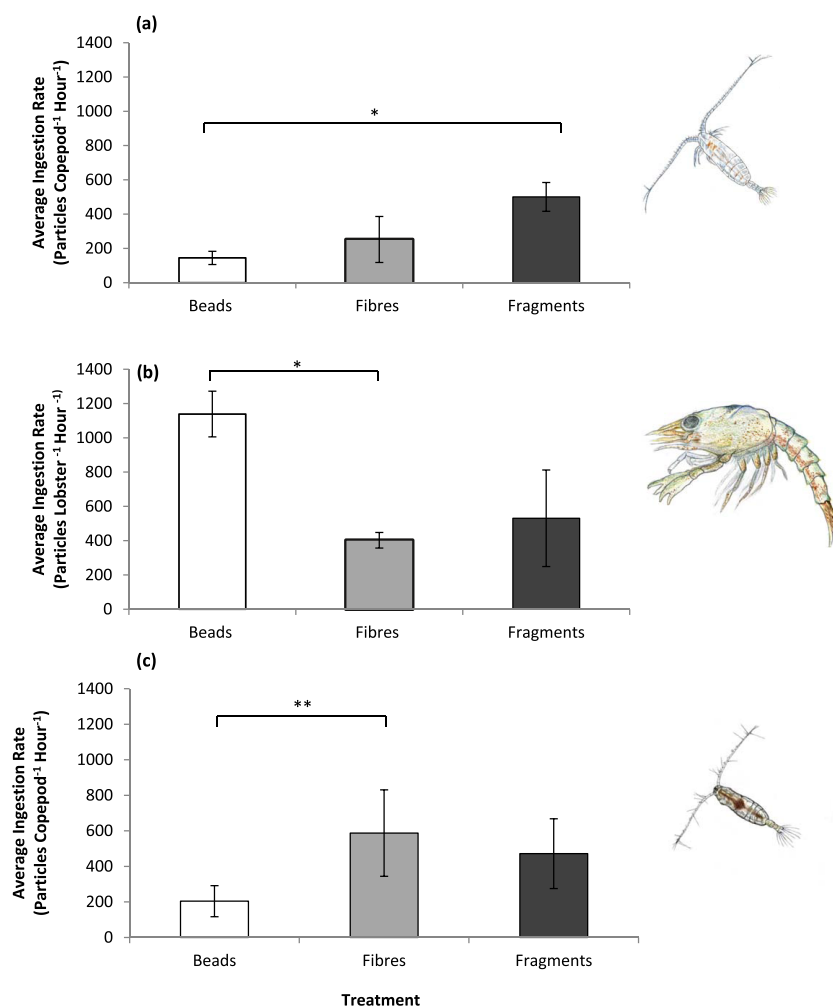 (a)
Average Ingestion Rate
(Particles Copepod-1 Hour-1)
1400
1200
1000
800
600
400
200
0
*
Beads Fibres Fragments
(b)
Average Ingestion Rate
(Particles Lobster -1 Hour -1)
1400
1200
1000
800
600
400
200
0
*
Beads Fibres Fragments
(c)
Average Ingestion Rate
(Particles Copepod-1 Hour-1)
1400
1200
1000
800
600
400
200
0
**
Beads Fibres Fragments
Treatment